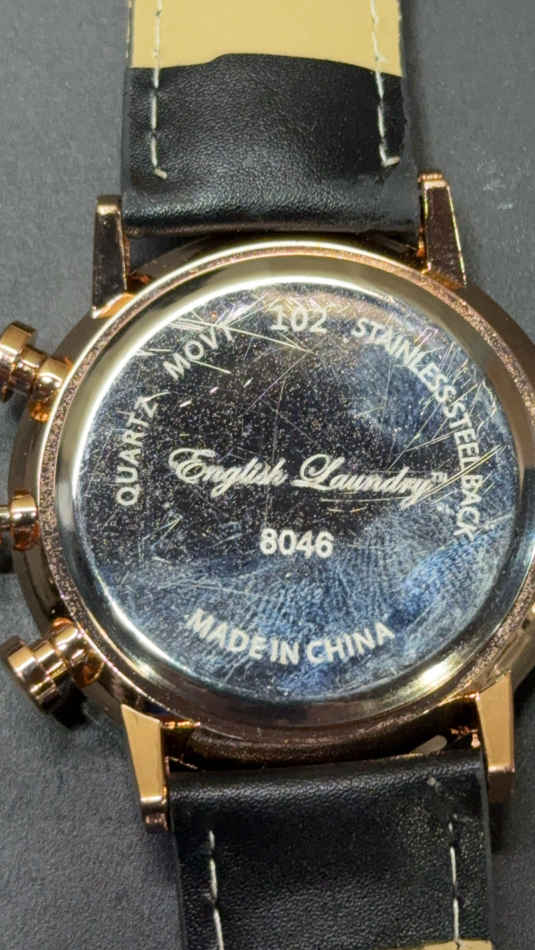 QUARTZ MOVT 102 STAINLESS STEEL BACK
English Laundry™
8046
MADE IN CHINA